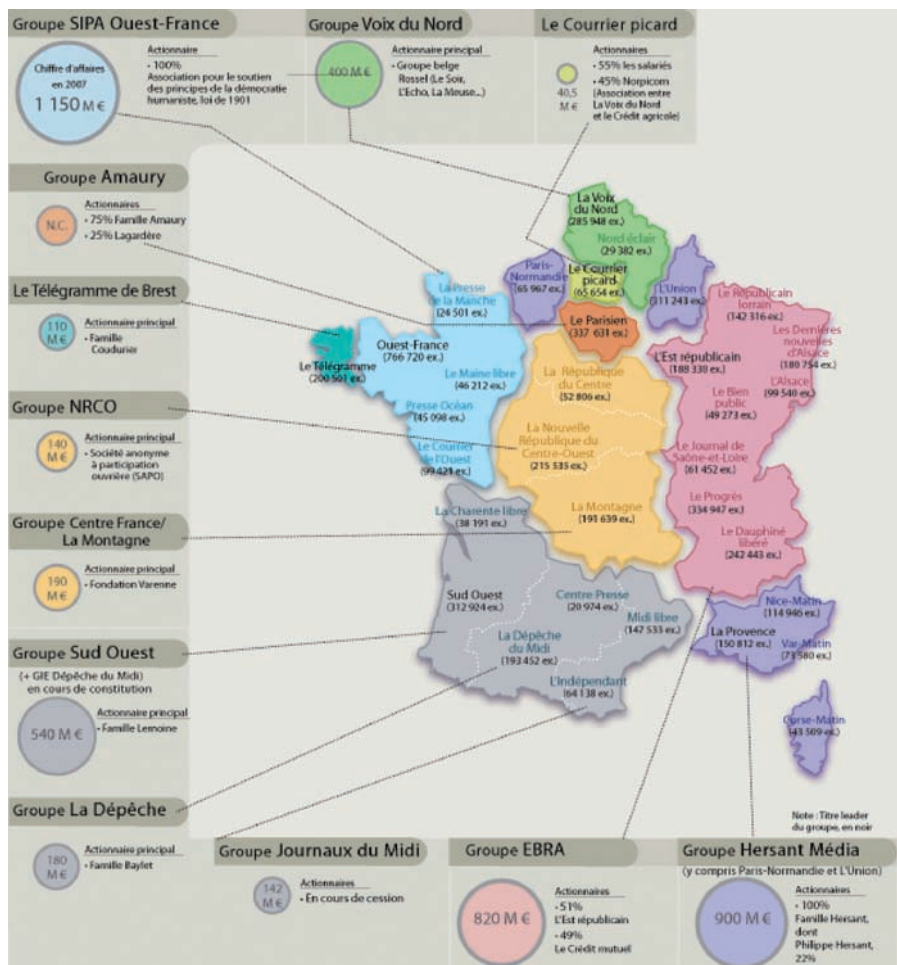 Groupe SIPA Ouest-France
Chiffre d'affaires
en 2007
1 150 M €
Actionnaire
• 100%
Association pour le soutien
des principes de la démocratie
humaniste, loi de 1901
Groupe Voix du Nord
400 M €
Actionnaire principal
• Groupe belge
Rossel (Le Soir,
L'Echo, La Meuse...)
Le Courrier picard
40,5
M €
Actionnaires
• 55% les salariés
• 45% Norpicom
(Association entre
La Voix du Nord
et le Crédit agricole)
Groupe Amaury
N.C.
Actionnaires
• 75% Famille Amaury
• 25% Lagardère
Le Télégramme de Brest
110
M €
Actionnaire principal
• Famille
Coudurier
Groupe NRCO
140
M €
Actionnaire principal
• Société anonyme
à participation
ouvrière (SAPO)
Groupe Centre France/
La Montagne
190
M €
Actionnaire principal
• Fondation Varenne
Groupe Sud Ouest
(+ GIE Dépêche du Midi)
en cours de constitution
540 M €
Actionnaire principal
• Famille Lemoine
Groupe La Dépêche
180
M €
Actionnaire principal
• Famille Baylet
La Voix
du Nord
(285 948 ex.)
Nord éclair
(29 382 ex.)
Paris-
Normandie
(65 967 ex.)
Le Courrier
picard
(65 654 ex.)
L'Union
(111 243 ex.)
La Presse
de la Manche
(24 501 ex.)
Le Parisien
(337 631 ex.)
Le Républicain
lorrain
(142 316 ex.)
Les Dernières
nouvelles
d'Alsace
(180 754 ex.)
Ouest-France
(766 720 ex.)
Le Télégramme
(200 501 ex.)
Le Maine libre
(46 212 ex.)
L'Est républicain
(188 330 ex.)
L'Alsace
(99 540 ex.)
La République
du Centre
(52 806 ex.)
Le Bien
public
(49 273 ex.)
Presse Océan
(45 098 ex.)
La Nouvelle
République du
Centre-Ouest
(215 535 ex.)
Le Courrier
de l'Ouest
(99 421 ex.)
Le Journal de
Saône-et-Loire
(61 452 ex.)
La Montagne
(191 639 ex.)
Le Progrès
(334 947 ex.)
La Charente libre
(38 191 ex.)
Le Dauphiné
libéré
(242 443 ex.)
Sud Ouest
(312 924 ex.)
Centre Presse
(20 974 ex.)
Midi libre
(147 533 ex.)
Nice-Matin
(114 946 ex.)
La Provence
(150 812 ex.)
Var-Matin
(73 580 ex.)
La Dépêche
du Midi
(193 452 ex.)
L'Indépendant
(64 138 ex.)
Corse-Matin
(43 509 ex.)
Note : Titre leader
du groupe, en noir
Groupe Journaux du Midi
142
M €
Actionnaires
• En cours de cession
Groupe EBRA
820 M €
Actionnaires
• 51%
L'Est républicain
• 49%
Le Crédit mutuel
Groupe Hersant Média
(y compris Paris-Normandie et L'Union)
900 M €
Actionnaires
• 100%
Famille Hersant,
dont
Philippe Hersant,
22%